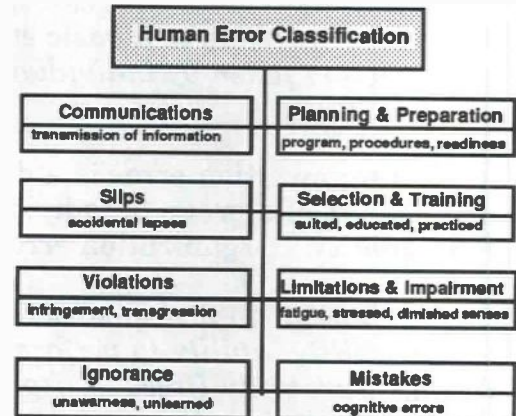 Human Error Classification
Communications
transmission of information
Planning & Preparation
program, procedures, readiness
Slips
accidental lapses
Selection & Training
suited, educated, practiced
Violations
infringement, transgression
Limitations & Impairment
fatigue, stressed, dimished senses
Ignorance
unawarness, unlearned
Mistakes
cognitive errors